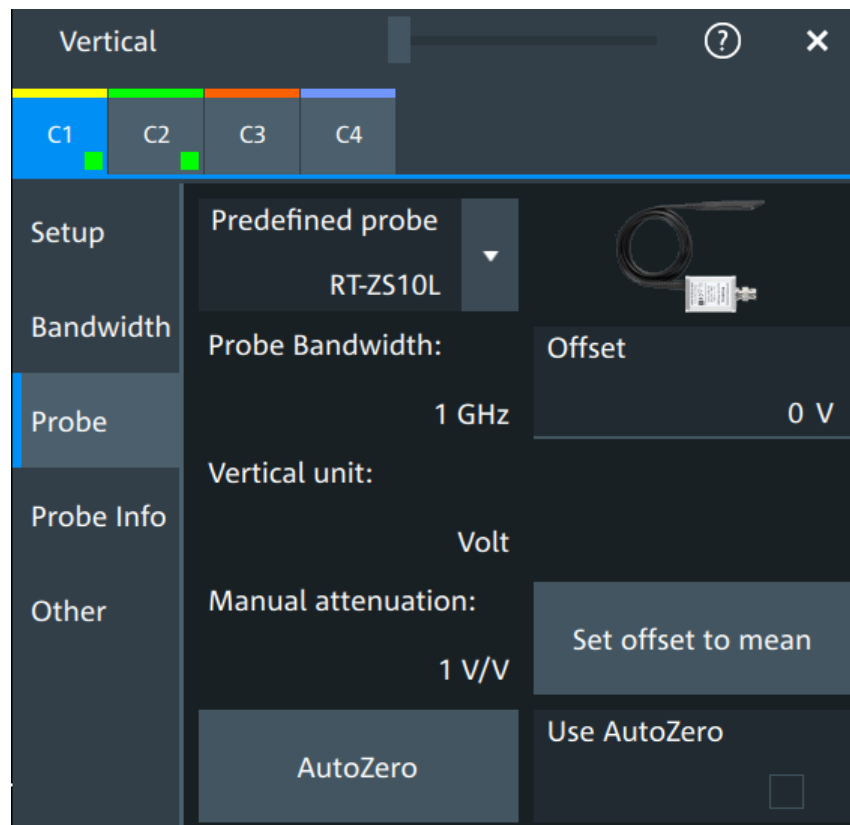 Vertical
?
C1 C2 C3 C4
Setup
Bandwidth
Probe
Probe Info
Other
Predefined probe
RT-ZS10L
Probe Bandwidth:
1 GHz
Offset
0 V
Vertical unit:
Volt
Manual attenuation:
1 V/V
Set offset to mean
AutoZero
Use AutoZero